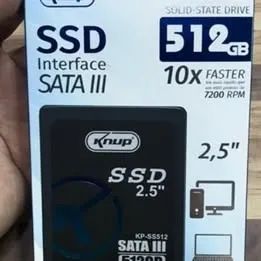 SOLID-STATE DRIVE
SSD
512GB
Interface
SATA III
10x FASTER
7200 RPM
2,5"
Knup
SSD
2.5"
KP-SS512
SATA III